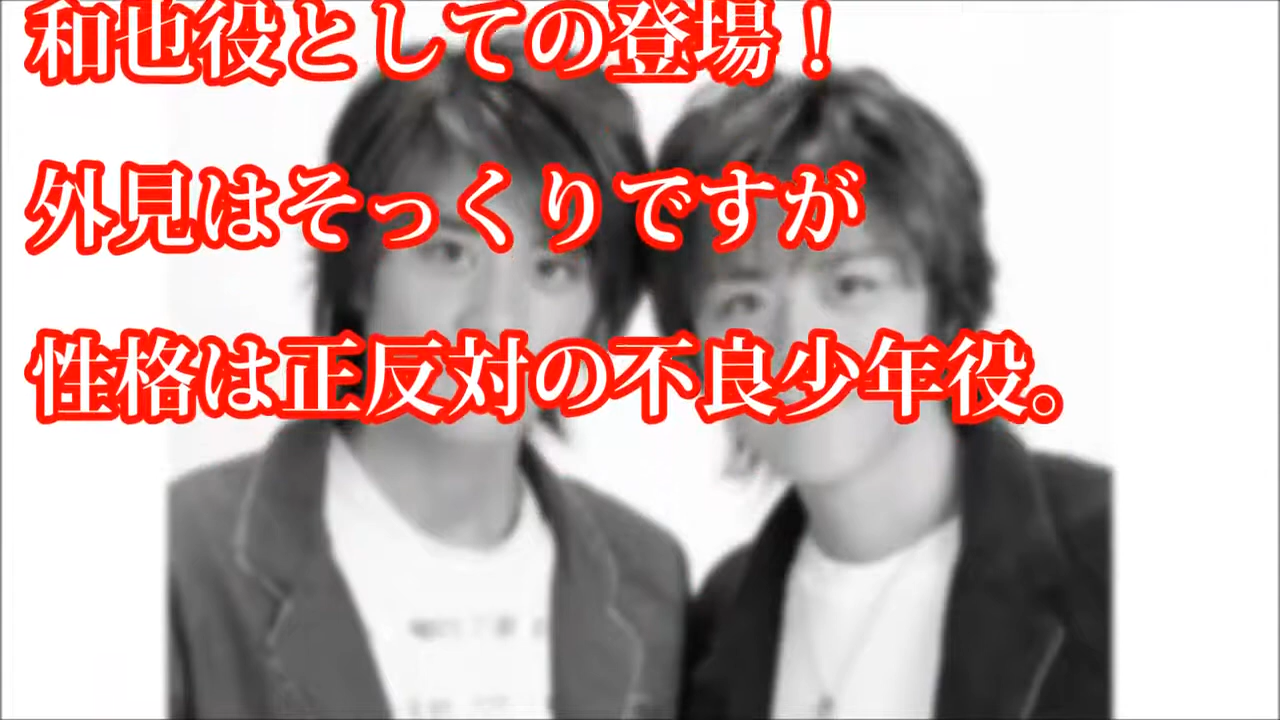 和也役としての登場！
外見はそっくりですが
性格は正反対の不良少年役。